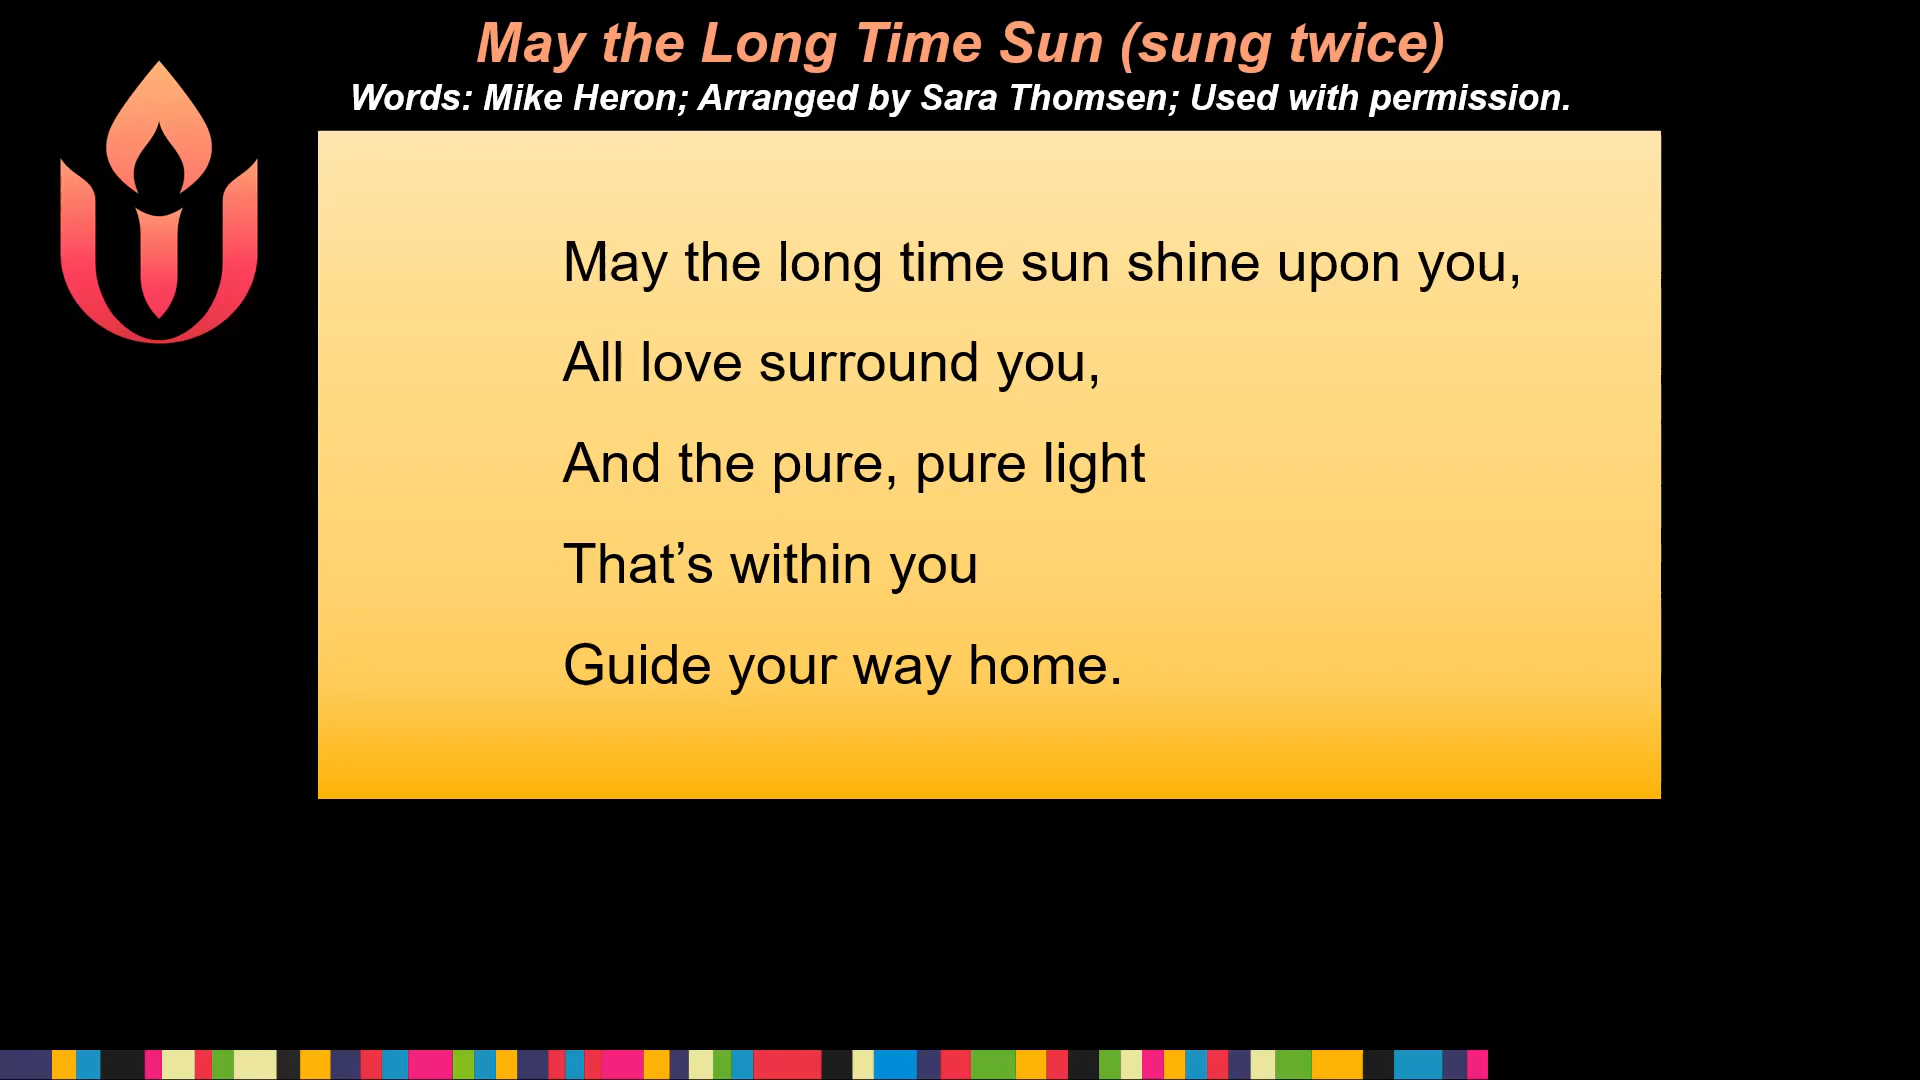 May the Long Time Sun (sung twice)
Words: Mike Heron; Arranged by Sara Thomsen; Used with permission.
May the long time sun shine upon you,
All love surround you,
And the pure, pure light
That’s within you
Guide your way home.